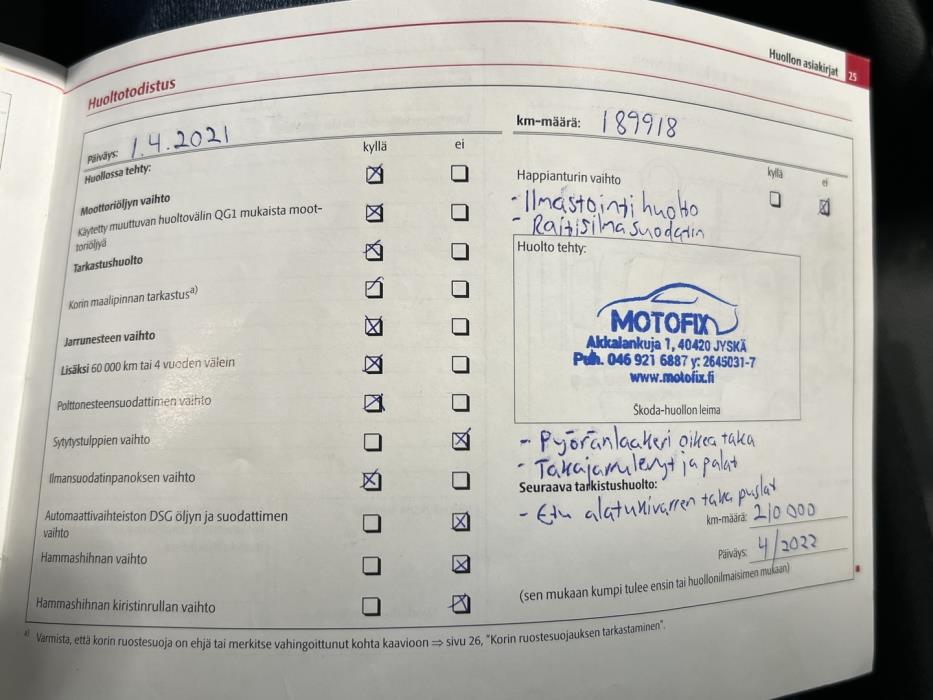 Huollon asiakirjat 25
Huoltotodistus
Päiväys: 1.4.2021
km-määrä: 189918
kyllä ei
Huollossa tehty:
Moottoriöljyn vaihto
Käytetty muuttuvan huoltovälin QG1 mukaista moot-
toriöljyä
Tarkastushuolto
Korin maalipinnan tarkastusa)
Jarrunesteen vaihto
Lisäksi 60 000 km tai 4 vuoden välein
Polttonesteensuodattimen vaihto
Sytytystulppien vaihto
Ilmansuodatinpanoksen vaihto
Automaattivaihteiston DSG öljyn ja suodattimen
vaihto
Hammashihnan vaihto
Hammashihnan kiristinrullan vaihto
kyllä ei
Happianturin vaihto
- Ilmastointi huolto
- Raitisilmasuodatin
Huolto tehty:
MOTOFIX
Akkalankuja 1, 40420 JYSKÄ
Puh. 046 921 6887 y: 2645031-7
www.motofix.fi
Škoda-huollon leima
- Pyöränlaakeri oikea taka
- Takajarrulevyt ja palat
Seuraava tarkistushuolto:
- Etu alatukivarren taka puslat
km-määrä: 210 000
Päiväys: 4/2022
(sen mukaan kumpi tulee ensin tai huollonilmaisimen mukaan)
a) Varmista, että korin ruostesuoja on ehjä tai merkitse vahingoittunut kohta kaavioon ⇒ sivu 26, "Korin ruostesuojauksen tarkastaminen".